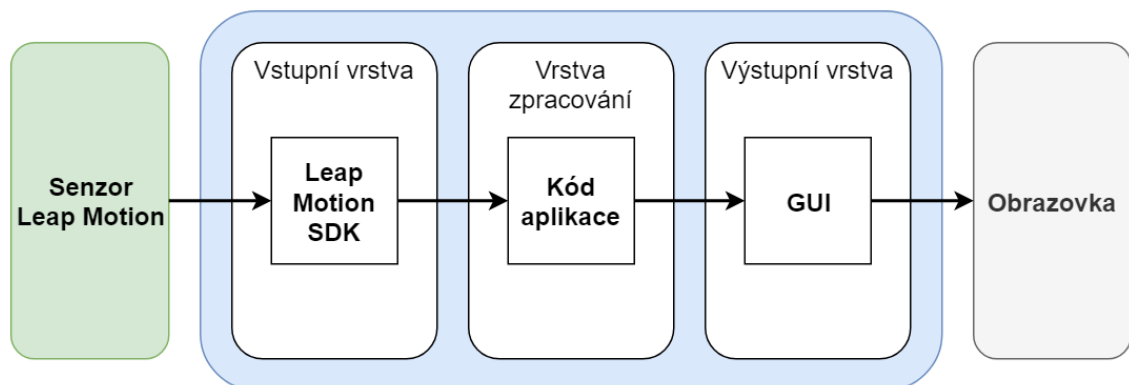 Senzor
Leap Motion
Vstupní vrstva
Leap
Motion
SDK
Vrstva
zpracování
Kód
aplikace
Výstupní vrstva
GUI
Obrazovka